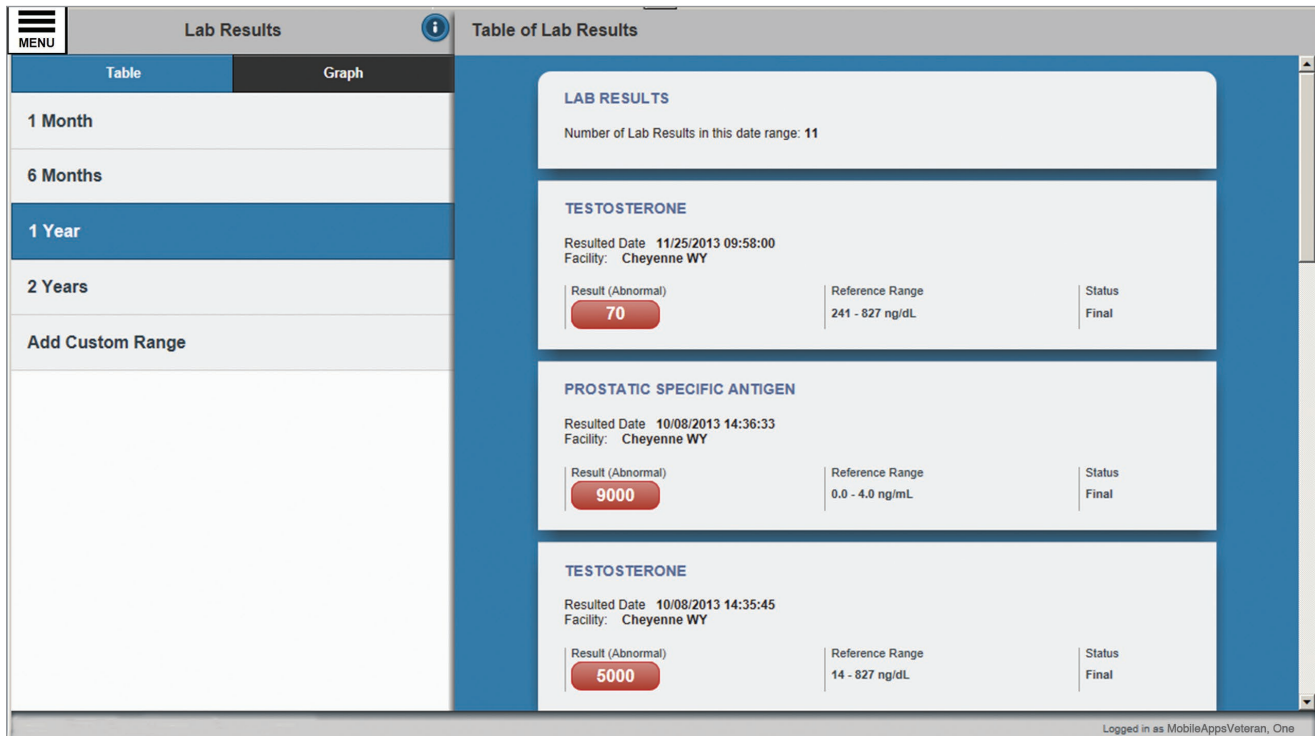 MENU
Lab Results
Table of Lab Results
Table
Graph
1 Month
6 Months
1 Year
2 Years
Add Custom Range
LAB RESULTS
Number of Lab Results in this date range: 11
TESTOSTERONE
Resulted Date 11/25/2013 09:58:00
Facility: Cheyenne WY
Result (Abnormal) Reference Range Status
70 241 - 827 ng/dL Final
PROSTATIC SPECIFIC ANTIGEN
Resulted Date 10/08/2013 14:36:33
Facility: Cheyenne WY
Result (Abnormal) Reference Range Status
9000 0.0 - 4.0 ng/mL Final
TESTOSTERONE
Resulted Date 10/08/2013 14:35:45
Facility: Cheyenne WY
Result (Abnormal) Reference Range Status
5000 14 - 827 ng/dL Final
Logged in as MobileAppsVeteran, One